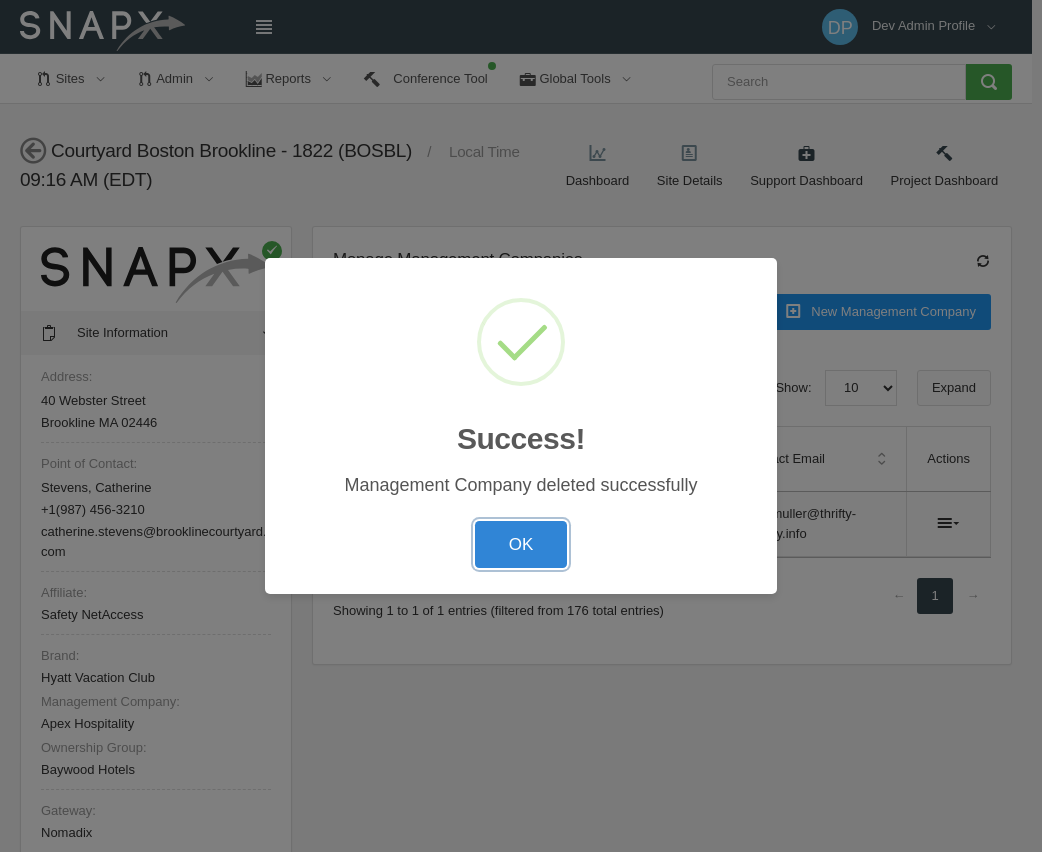 SNAPX
DP
Dev Admin Profile
Sites
Admin
Reports
Conference Tool
Global Tools
Search
Courtyard Boston Brookline - 1822 (BOSBL) / Local Time
09:16 AM (EDT)
Dashboard
Site Details
Support Dashboard
Project Dashboard
SNAPX
Site Information
Address:
40 Webster Street
Brookline MA 02446
Point of Contact:
Stevens, Catherine
+1(987) 456-3210
catherine.stevens@brooklinecourtyard.
com
Affiliate:
Safety NetAccess
Brand:
Hyatt Vacation Club
Management Company:
Apex Hospitality
Ownership Group:
Baywood Hotels
Gateway:
Nomadix
Manage Management Companies
New Management Company
Show:
10
Expand
Email
Actions
Success!
Management Company deleted successfully
OK
Showing 1 to 1 of 1 entries (filtered from 176 total entries)
← 1 →